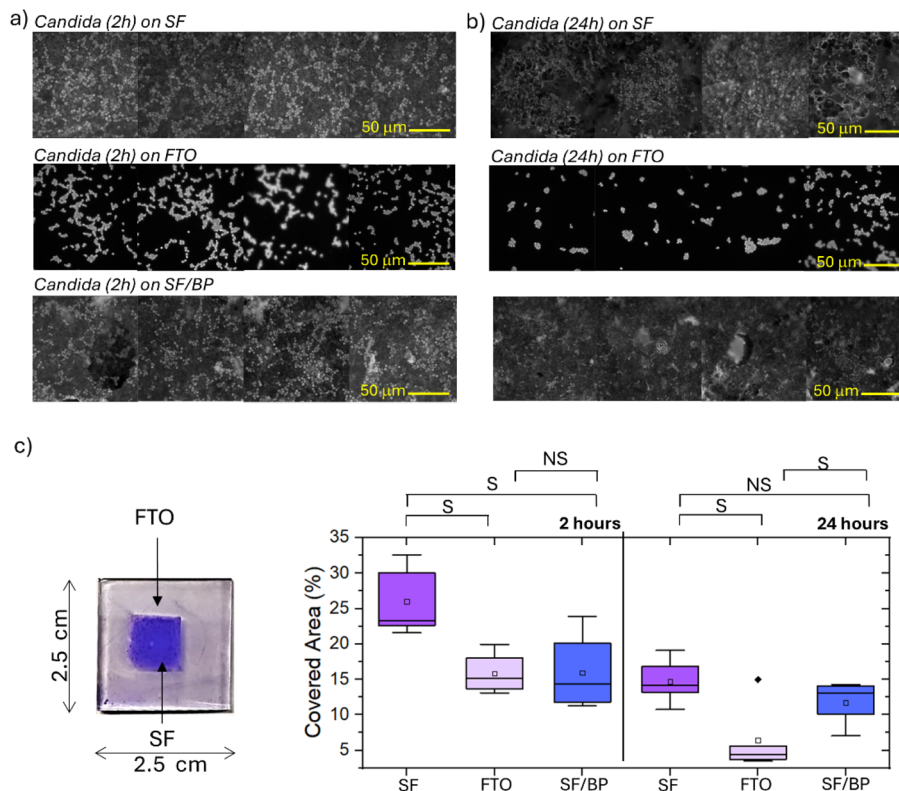 a)
Candida (2h) on SF
50 µm
Candida (2h) on FTO
50 µm
Candida (2h) on SF/BP
50 µm
b)
Candida (24h) on SF
50 µm
Candida (24h) on FTO
50 µm
50 µm
c)
FTO
2.5 cm
SF
2.5 cm
NS
S
S
2 hours
S
NS
S
24 hours
Covered Area (%)
35
30
25
20
15
10
5
SF
FTO
SF/BP
SF
FTO
SF/BP